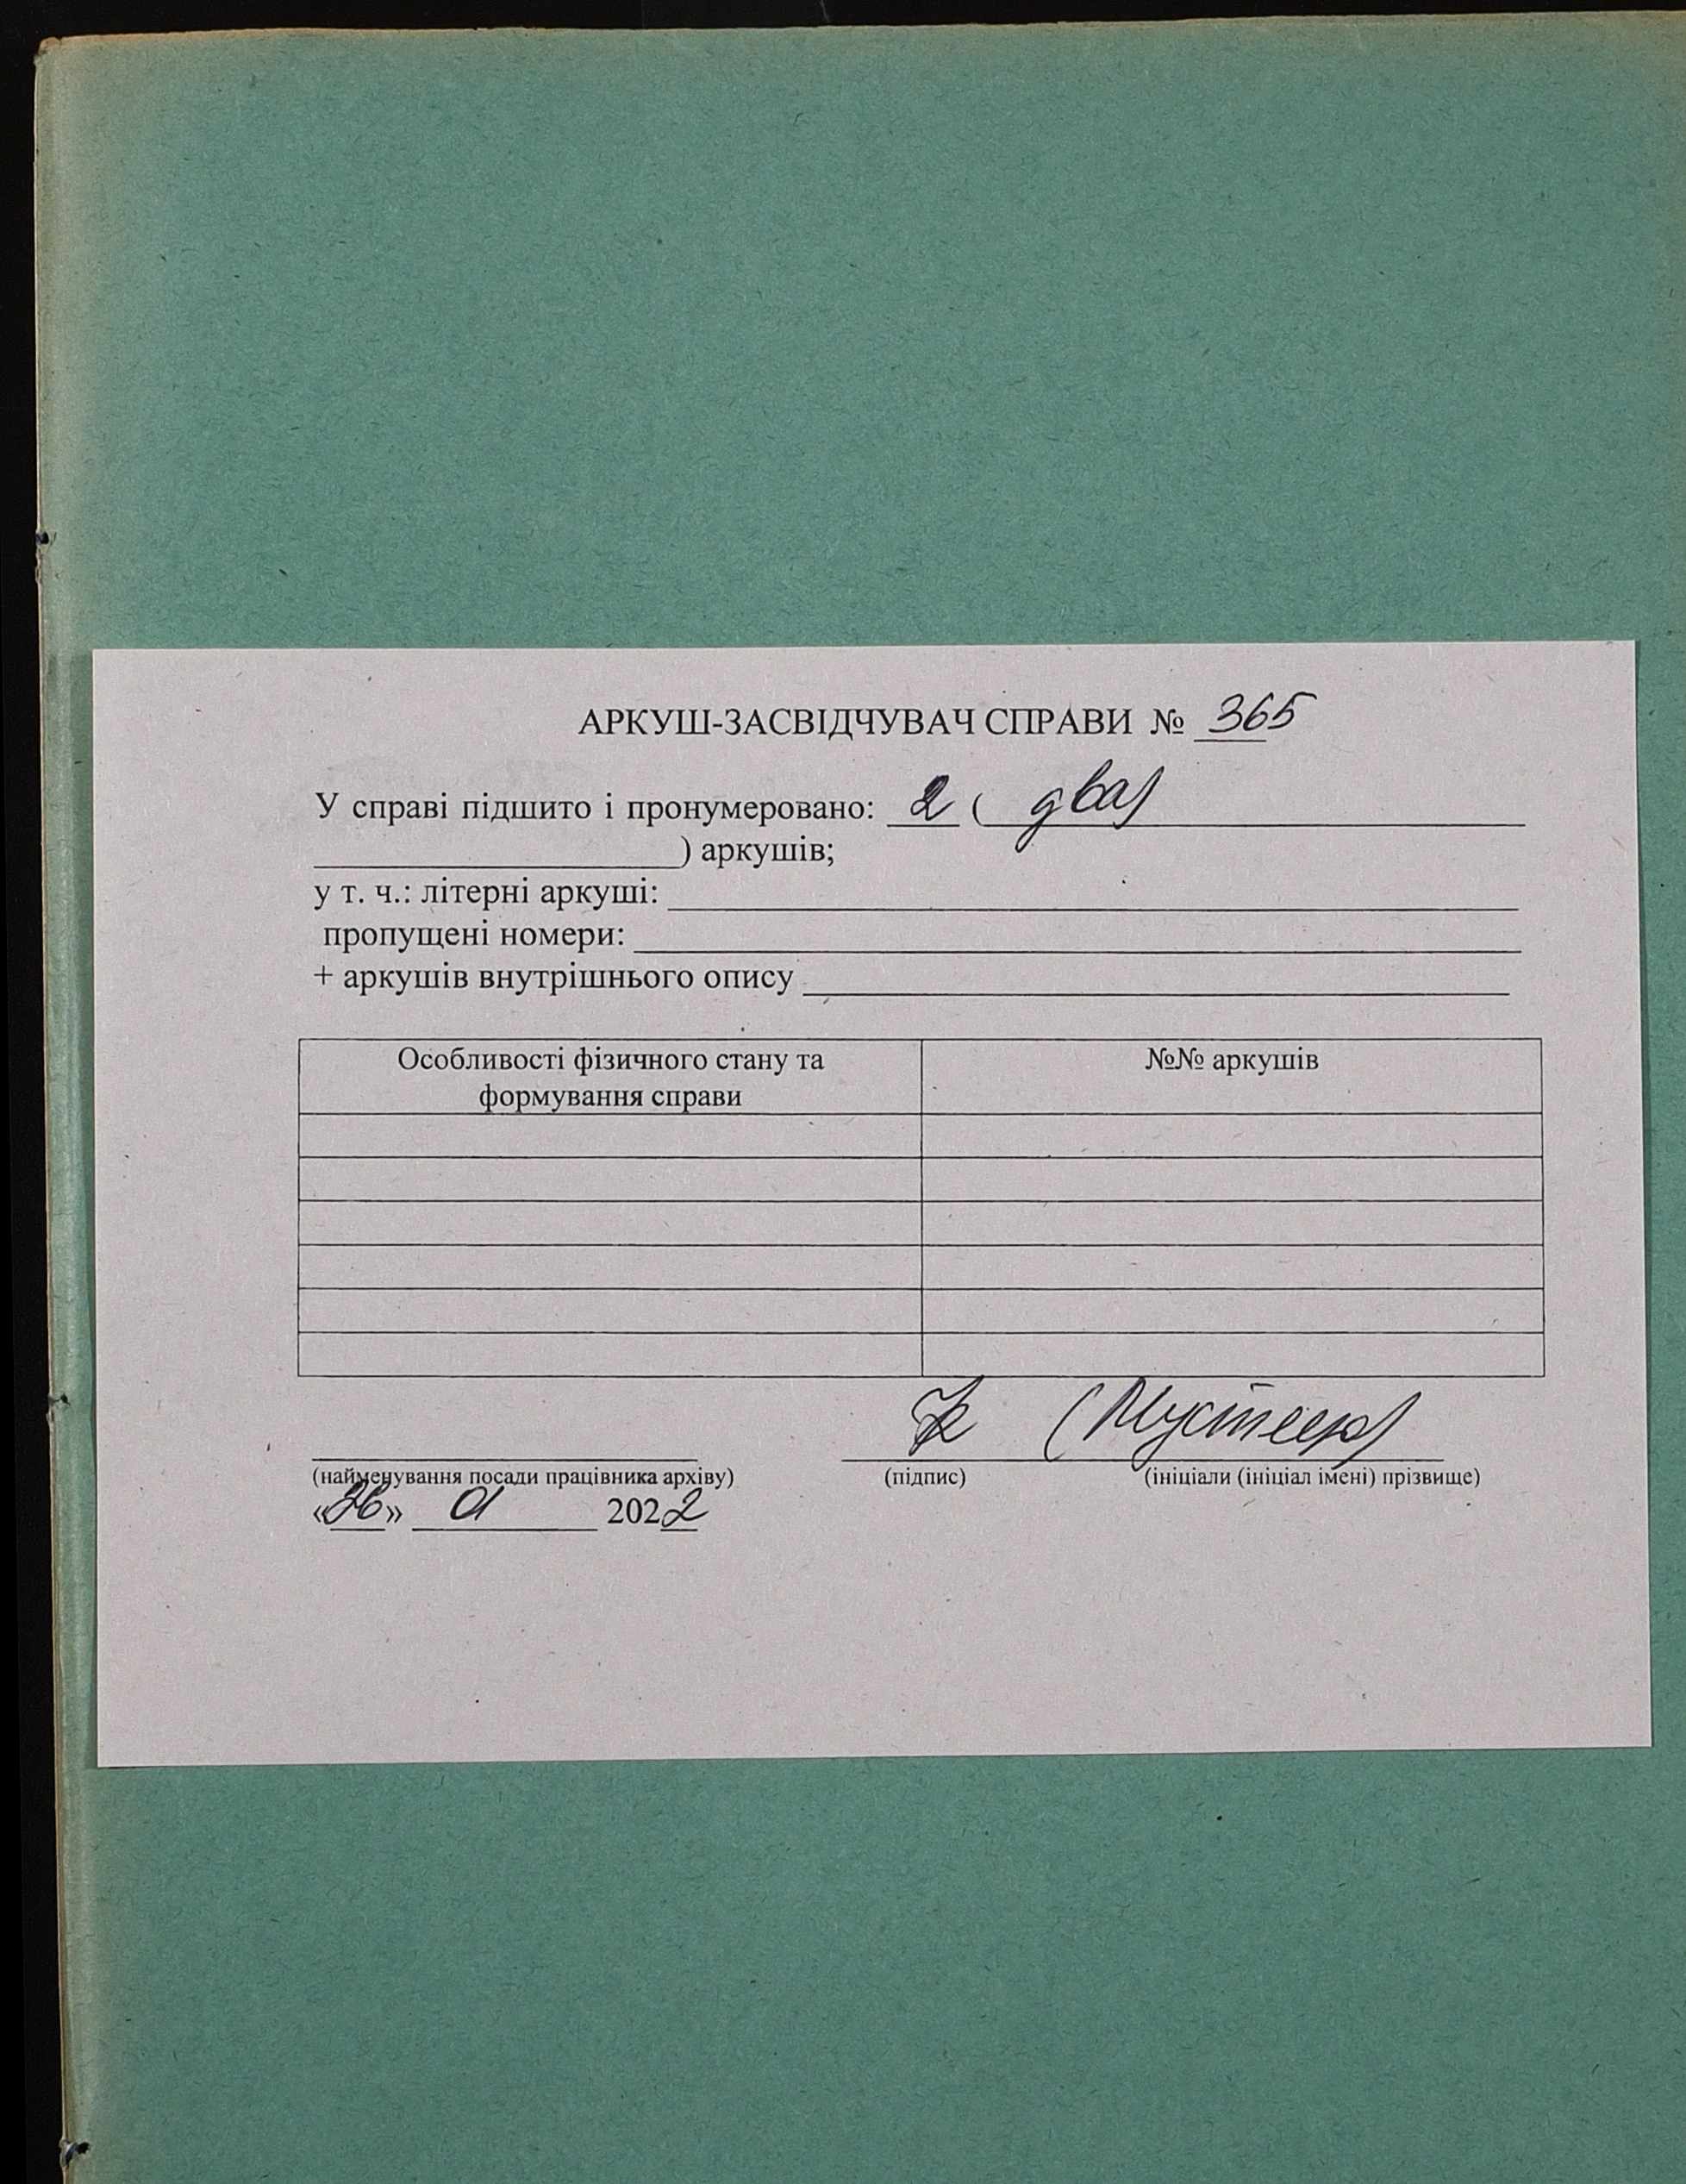 АРКУШ-ЗАСВІДЧУВАЧ СПРАВИ № 365
У справі підшито і пронумеровано: 2 ( два)
) аркушів;
у т. ч.: літерні аркуші:
пропущені номери:
+ аркушів внутрішнього опису
Особливості фізичного стану та
формування справи
№№ аркушів
(найменування посади працівника архіву)
(підпис)
(ініціали (ініціал імені) прізвище)
«26» 01 2022